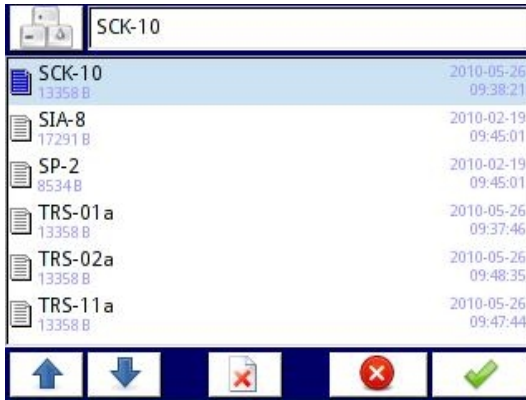 SCK-10
SCK-10
2010-05-26
13358 B
09:38:21
SIA-8
2010-02-19
17291 B
09:45:01
SP-2
2010-02-19
8534 B
09:45:01
TRS-01a
2010-05-26
13358 B
09:37:46
TRS-02a
2010-05-26
13358 B
09:48:35
TRS-11a
2010-05-26
13358 B
09:47:44